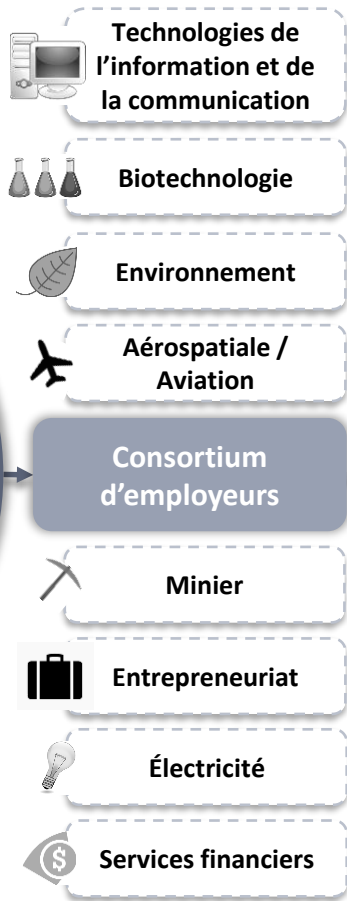 Technologies de
l’information et de
la communication
Biotechnologie
Environnement
Aérospatiale /
Aviation
Consortium
d’employeurs
Minier
Entrepreneuriat
Électricité
$
Services financiers